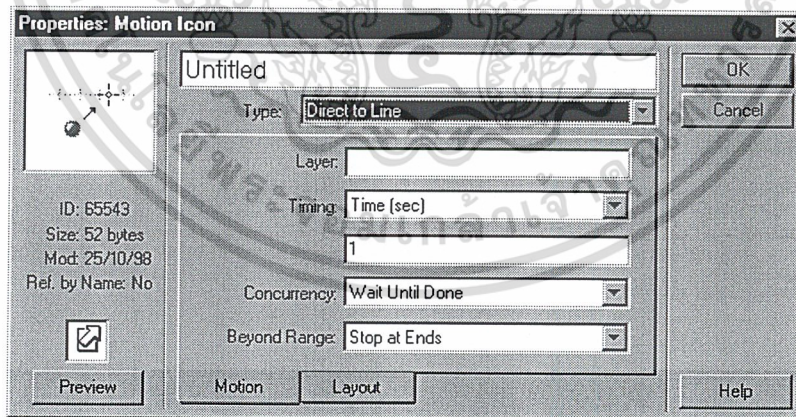 Properties: Motion Icon
Untitled
OK
Type: Direct to Line
Cancel
Layer:
ID: 65543
Timing: Time (sec)
Size: 52 bytes
Mod: 25/10/98
1
Ref. by Name: No
Concurrency: Wait Until Done
Beyond Range: Stop at Ends
Preview
Motion
Layout
Help